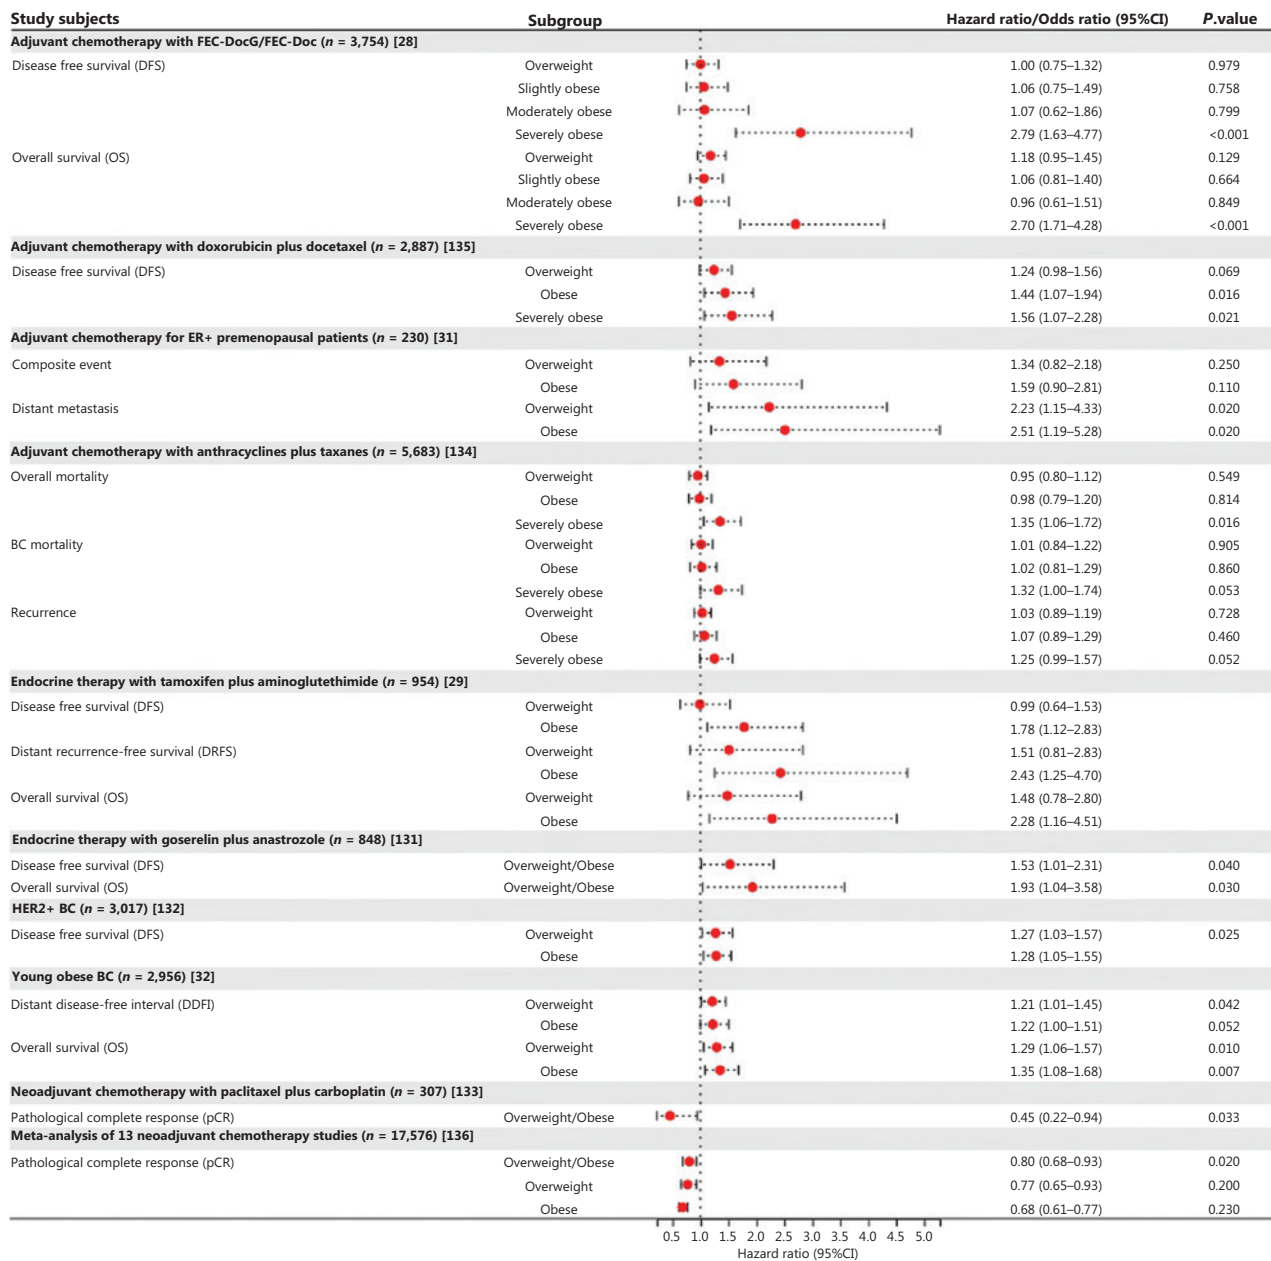 Study subjects Subgroup Hazard ratio/Odds ratio (95%CI) P.value
Adjuvant chemotherapy with FEC-DocG/FEC-Doc (n = 3,754) [28]
Disease free survival (DFS) Overweight 1.00 (0.75–1.32) 0.979
Slightly obese 1.06 (0.75–1.49) 0.758
Moderately obese 1.07 (0.62–1.86) 0.799
Severely obese 2.79 (1.63–4.77) <0.001
Overall survival (OS) Overweight 1.18 (0.95–1.45) 0.129
Slightly obese 1.06 (0.81–1.40) 0.664
Moderately obese 0.96 (0.61–1.51) 0.849
Severely obese 2.70 (1.71–4.28) <0.001
Adjuvant chemotherapy with doxorubicin plus docetaxel (n = 2,887) [135]
Disease free survival (DFS) Overweight 1.24 (0.98–1.56) 0.069
Obese 1.44 (1.07–1.94) 0.016
Severely obese 1.56 (1.07–2.28) 0.021
Adjuvant chemotherapy for ER+ premenopausal patients (n = 230) [31]
Composite event Overweight 1.34 (0.82–2.18) 0.250
Obese 1.59 (0.90–2.81) 0.110
Distant metastasis Overweight 2.23 (1.15–4.33) 0.020
Obese 2.51 (1.19–5.28) 0.020
Adjuvant chemotherapy with anthracyclines plus taxanes (n = 5,683) [134]
Overall mortality Overweight 0.95 (0.80–1.12) 0.549
Obese 0.98 (0.79–1.20) 0.814
Severely obese 1.35 (1.06–1.72) 0.016
BC mortality Overweight 1.01 (0.84–1.22) 0.905
Obese 1.02 (0.81–1.29) 0.860
Severely obese 1.32 (1.00–1.74) 0.053
Recurrence Overweight 1.03 (0.89–1.19) 0.728
Obese 1.07 (0.89–1.29) 0.460
Severely obese 1.25 (0.99–1.57) 0.052
Endocrine therapy with tamoxifen plus aminoglutethimide (n = 954) [29]
Disease free survival (DFS) Overweight 0.99 (0.64–1.53)
Obese 1.78 (1.12–2.83)
Distant recurrence-free survival (DRFS) Overweight 1.51 (0.81–2.83)
Obese 2.43 (1.25–4.70)
Overall survival (OS) Overweight 1.48 (0.78–2.80)
Obese 2.28 (1.16–4.51)
Endocrine therapy with goserelin plus anastrozole (n = 848) [131]
Disease free survival (DFS) Overweight/Obese 1.53 (1.01–2.31) 0.040
Overall survival (OS) Overweight/Obese 1.93 (1.04–3.58) 0.030
HER2+ BC (n = 3,017) [132]
Disease free survival (DFS) Overweight 1.27 (1.03–1.57) 0.025
Obese 1.28 (1.05–1.55)
Young obese BC (n = 2,956) [32]
Distant disease-free interval (DDFI) Overweight 1.21 (1.01–1.45) 0.042
Obese 1.22 (1.00–1.51) 0.052
Overall survival (OS) Overweight 1.29 (1.06–1.57) 0.010
Obese 1.35 (1.08–1.68) 0.007
Neoadjuvant chemotherapy with paclitaxel plus carboplatin (n = 307) [133]
Pathological complete response (pCR) Overweight/Obese 0.45 (0.22–0.94) 0.033
Meta-analysis of 13 neoadjuvant chemotherapy studies (n = 17,576) [136]
Pathological complete response (pCR) Overweight/Obese 0.80 (0.68–0.93) 0.020
Overweight 0.77 (0.65–0.93) 0.200
Obese 0.68 (0.61–0.77) 0.230
0.5 1.0 1.5 2.0 2.5 3.0 3.5 4.0 4.5 5.0
Hazard ratio (95%CI)